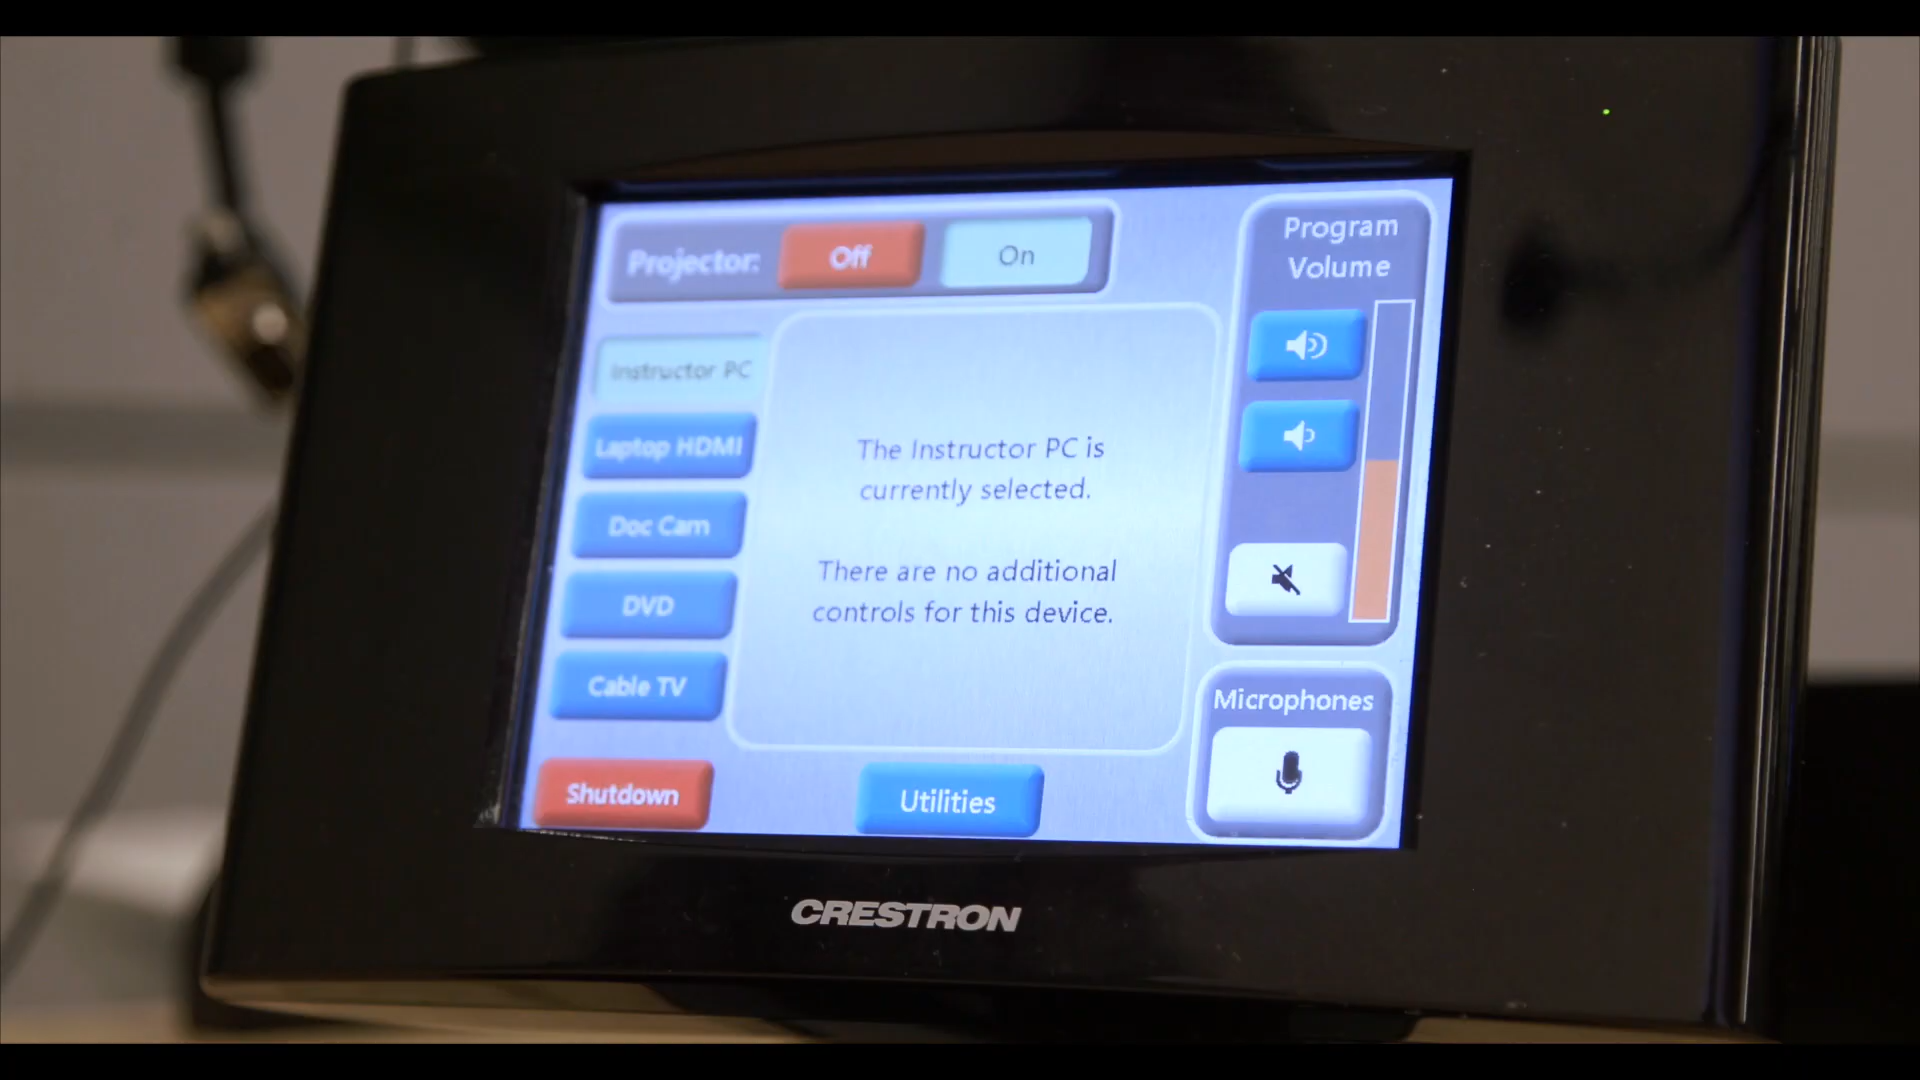 Projector: Off On
Program
Volume
Instructor PC
Laptop HDMI
Doc Cam
DVD
Cable TV
The Instructor PC is
currently selected.
There are no additional
controls for this device.
Microphones
Shutdown
Utilities
CRESTRON